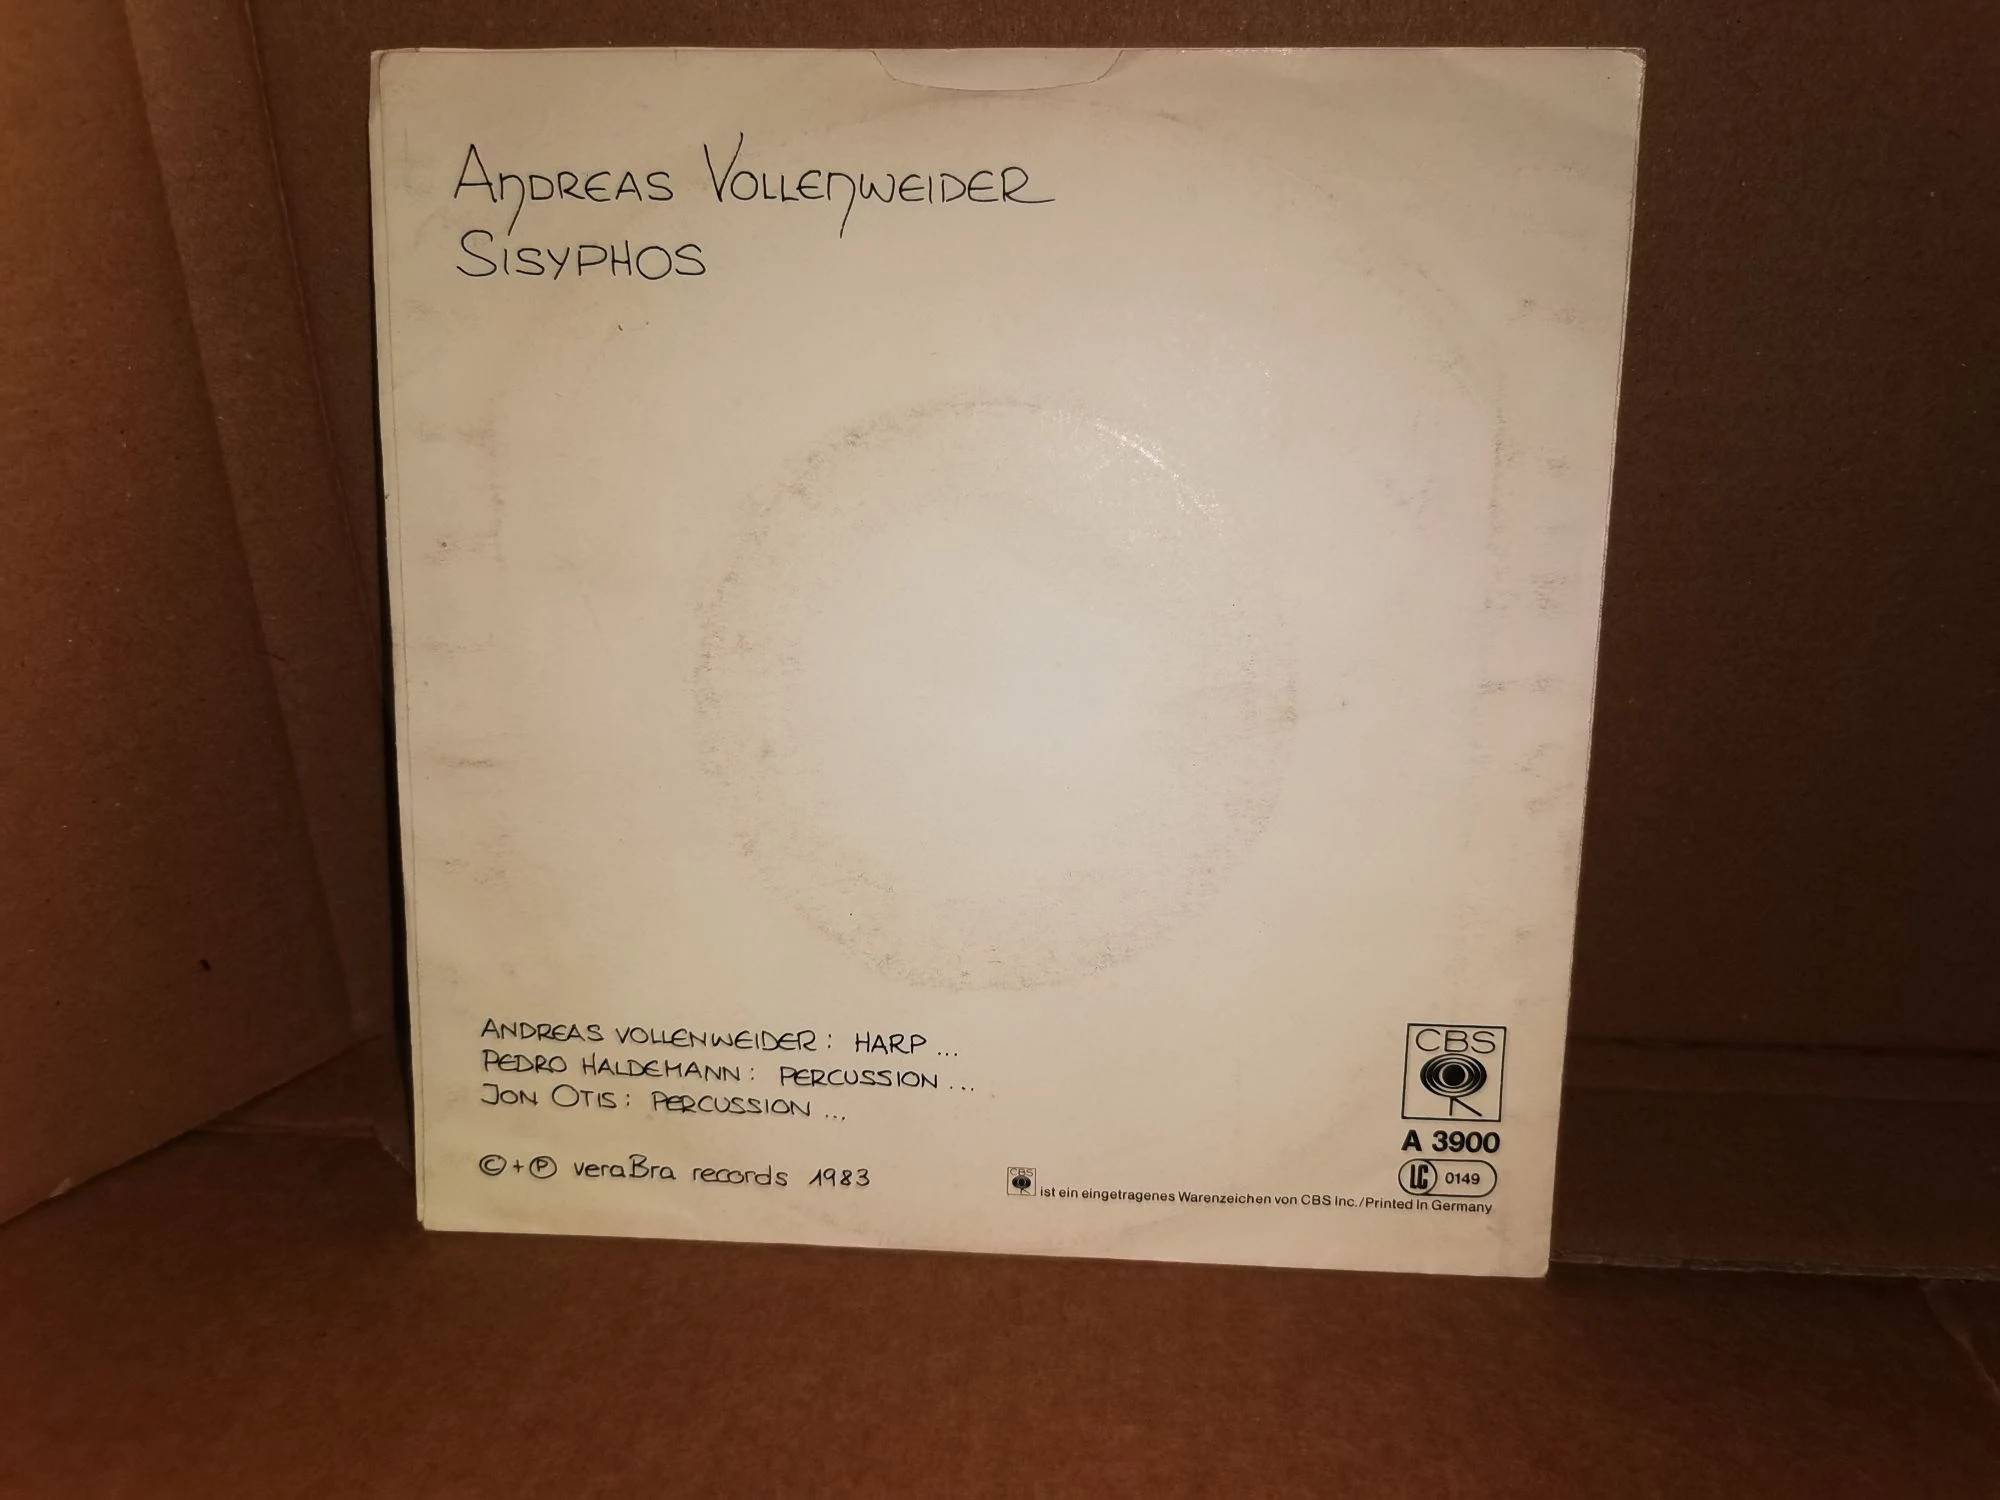 ANDREAS VOLLENWEIDER
SISYPHOS
ANDREAS VOLLENWEIDER: HARP ...
PEDRO HALDEMANN: PERCUSSION ...
JON OTIS: PERCUSSION ...
© + ℗ veraBra records 1983
CBS
A 3900
LC 0149
CBS ist ein eingetragenes Warenzeichen von CBS Inc./Printed in Germany